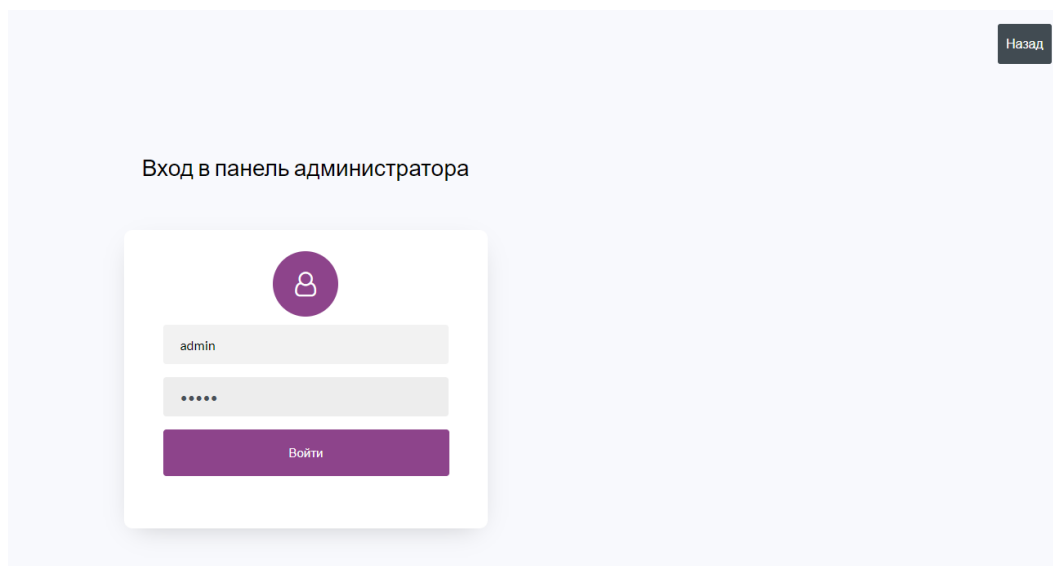 Назад
Вход в панель администратора
admin
•••••
Войти